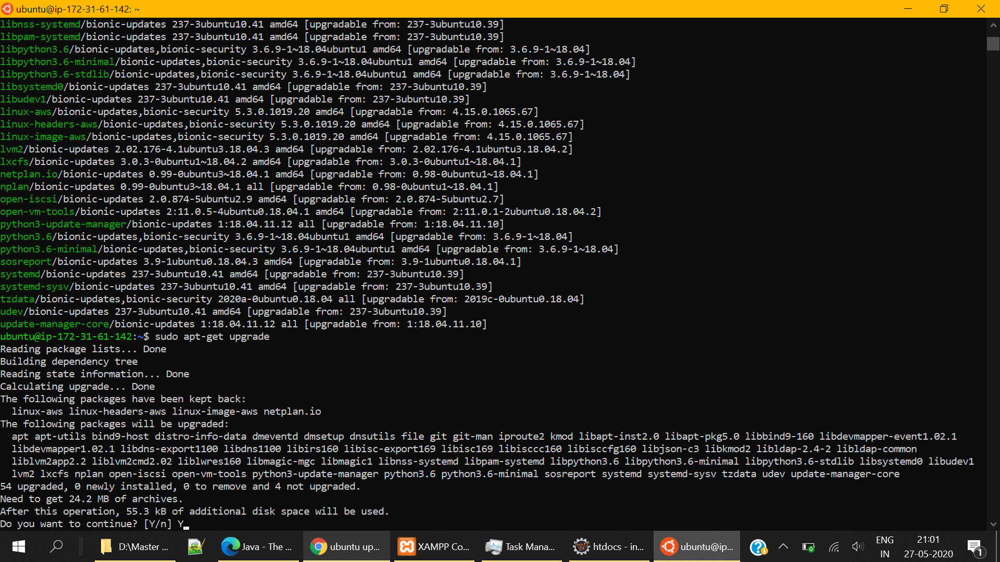 ubuntu@ip-172-31-61-142: ~
libnss-systemd/bionic-updates 237-3ubuntu10.41 amd64 [upgradable from: 237-3ubuntu10.39]
libpam-systemd/bionic-updates 237-3ubuntu10.41 amd64 [upgradable from: 237-3ubuntu10.39]
libpython3.6/bionic-updates,bionic-security 3.6.9-1~18.04ubuntu1 amd64 [upgradable from: 3.6.9-1~18.04]
libpython3.6-minimal/bionic-updates,bionic-security 3.6.9-1~18.04ubuntu1 amd64 [upgradable from: 3.6.9-1~18.04]
libpython3.6-stdlib/bionic-updates,bionic-security 3.6.9-1~18.04ubuntu1 amd64 [upgradable from: 3.6.9-1~18.04]
libsystemd0/bionic-updates 237-3ubuntu10.41 amd64 [upgradable from: 237-3ubuntu10.39]
libudev1/bionic-updates 237-3ubuntu10.41 amd64 [upgradable from: 237-3ubuntu10.39]
linux-aws/bionic-updates,bionic-security 5.3.0.1019.20 amd64 [upgradable from: 4.15.0.1065.67]
linux-headers-aws/bionic-updates,bionic-security 5.3.0.1019.20 amd64 [upgradable from: 4.15.0.1065.67]
linux-image-aws/bionic-updates,bionic-security 5.3.0.1019.20 amd64 [upgradable from: 4.15.0.1065.67]
lvm2/bionic-updates 2.02.176-4.1ubuntu3.18.04.3 amd64 [upgradable from: 2.02.176-4.1ubuntu3.18.04.2]
lxcfs/bionic-updates 3.0.3-0ubuntu1~18.04.2 amd64 [upgradable from: 3.0.3-0ubuntu1~18.04.1]
netplan.io/bionic-updates 0.99-0ubuntu3~18.04.1 amd64 [upgradable from: 0.98-0ubuntu1~18.04.1]
nplan/bionic-updates 0.99-0ubuntu3~18.04.1 all [upgradable from: 0.98-0ubuntu1~18.04.1]
open-iscsi/bionic-updates 2.0.874-5ubuntu2.9 amd64 [upgradable from: 2.0.874-5ubuntu2.7]
open-vm-tools/bionic-updates 2:11.0.5-4ubuntu0.18.04.1 amd64 [upgradable from: 2:11.0.1-2ubuntu0.18.04.2]
python3-update-manager/bionic-updates 1:18.04.11.12 all [upgradable from: 1:18.04.11.10]
python3.6/bionic-updates,bionic-security 3.6.9-1~18.04ubuntu1 amd64 [upgradable from: 3.6.9-1~18.04]
python3.6-minimal/bionic-updates,bionic-security 3.6.9-1~18.04ubuntu1 amd64 [upgradable from: 3.6.9-1~18.04]
sosreport/bionic-updates 3.9-1ubuntu0.18.04.3 amd64 [upgradable from: 3.9-1ubuntu0.18.04.1]
systemd/bionic-updates 237-3ubuntu10.41 amd64 [upgradable from: 237-3ubuntu10.39]
systemd-sysv/bionic-updates 237-3ubuntu10.41 amd64 [upgradable from: 237-3ubuntu10.39]
tzdata/bionic-updates,bionic-security 2020a-0ubuntu0.18.04 all [upgradable from: 2019c-0ubuntu0.18.04]
udev/bionic-updates 237-3ubuntu10.41 amd64 [upgradable from: 237-3ubuntu10.39]
update-manager-core/bionic-updates 1:18.04.11.12 all [upgradable from: 1:18.04.11.10]
ubuntu@ip-172-31-61-142:~$ sudo apt-get upgrade
Reading package lists... Done
Building dependency tree
Reading state information... Done
Calculating upgrade... Done
The following packages have been kept back:
  linux-aws linux-headers-aws linux-image-aws netplan.io
The following packages will be upgraded:
  apt apt-utils bind9-host distro-info-data dmeventd dmsetup dnsutils file git git-man iproute2 kmod libapt-inst2.0 libapt-pkg5.0 libbind9-160 libdevmapper-event1.02.1
  libdevmapper1.02.1 libdns-export1100 libdns1100 libirs160 libisc-export169 libisc169 libisccc160 libisccfg160 libjson-c3 libkmod2 libldap-2.4-2 libldap-common
  liblvm2app2.2 liblvm2cmd2.02 liblwres160 libmagic-mgc libmagic1 libnss-systemd libpam-systemd libpython3.6 libpython3.6-minimal libpython3.6-stdlib libsystemd0 libudev1
  lvm2 lxcfs nplan open-iscsi open-vm-tools python3-update-manager python3.6 python3.6-minimal sosreport systemd systemd-sysv tzdata udev update-manager-core
54 upgraded, 0 newly installed, 0 to remove and 4 not upgraded.
Need to get 24.2 MB of archives.
After this operation, 55.3 kB of additional disk space will be used.
Do you want to continue? [Y/n] Y
D:\Master ...
Java - The ...
ubuntu up...
XAMPP Co...
Task Mana...
htdocs - in...
ubuntu@ip...
ENG
IN
21:01
27-05-2020
1